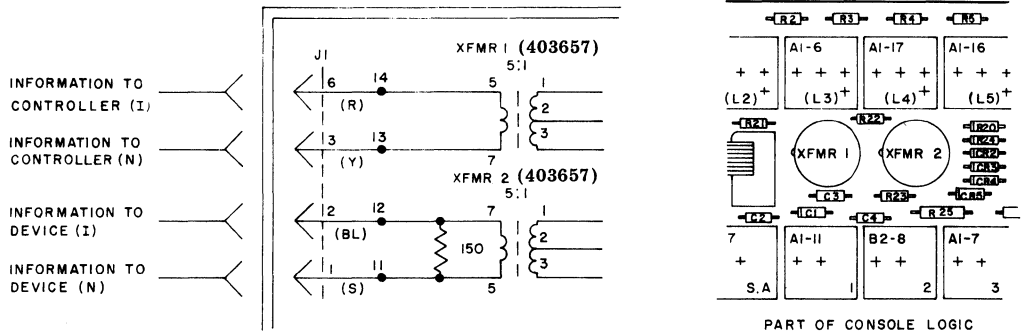 XFMR 1 (403657)
5:1
J1
INFORMATION TO
CONTROLLER (I)
6
14
5
1
(R)
2
3
INFORMATION TO
CONTROLLER (N)
3
13
(Y)
7
XFMR 2 (403657)
5:1
INFORMATION TO
DEVICE (I)
2
12
7
1
(BL)
150
2
3
INFORMATION TO
DEVICE (N)
1
11
(S)
5
R2
R3
R4
R5
A1-6
A1-17
A1-16
(L2)
(L3)
(L4)
(L5)
R21
R22
R20
R24
CR2
CR3
CR4
CR5
XFMR 1
XFMR 2
C3
R23
C2
C1
C4
R25
7
A1-11
B2-8
A1-7
S.A
1
2
3
PART OF CONSOLE LOGIC